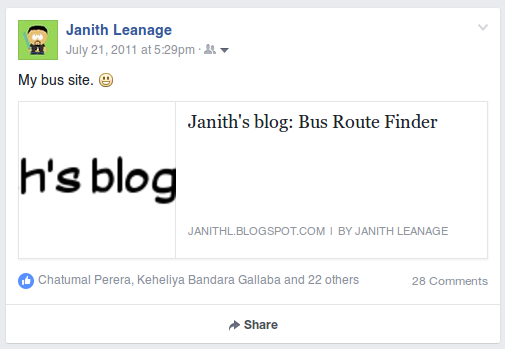 Janith Leanage
July 21, 2011 at 5:29pm ·
My bus site. 😃
h's blog
Janith's blog: Bus Route Finder
JANITHL.BLOGSPOT.COM | BY JANITH LEANAGE
Chatumal Perera, Keheliya Bandara Gallaba and 22 others
28 Comments
Share